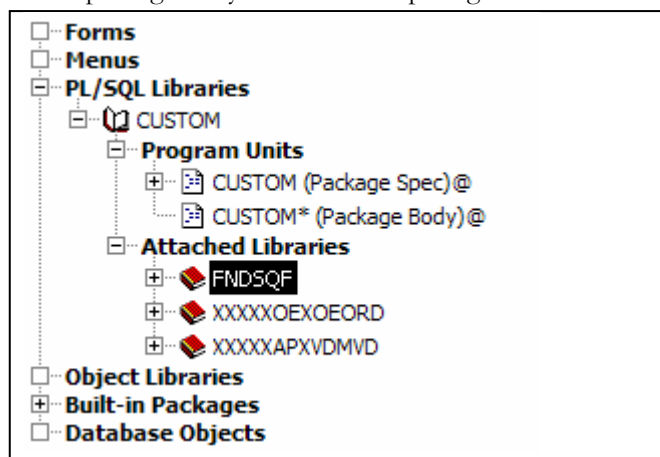 Forms
Menus
PL/SQL Libraries
CUSTOM
Program Units
CUSTOM (Package Spec)@
CUSTOM* (Package Body)@
Attached Libraries
FNDSQF
XXXXXOEXOEORD
XXXXXAPXVDMVD
Object Libraries
Built-in Packages
Database Objects